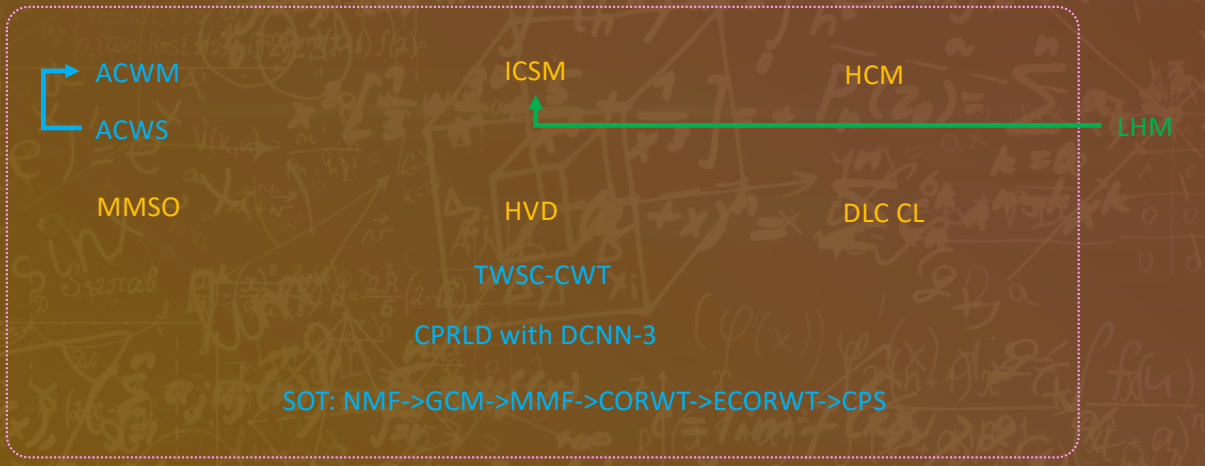 ACWM ICSM HCM
ACWS LHM
MMSO HVD DLC CL
TWSC-CWT
CPRLD with DCNN-3
SOT: NMF->GCM->MMF->CORWT->ECORWT->CPS